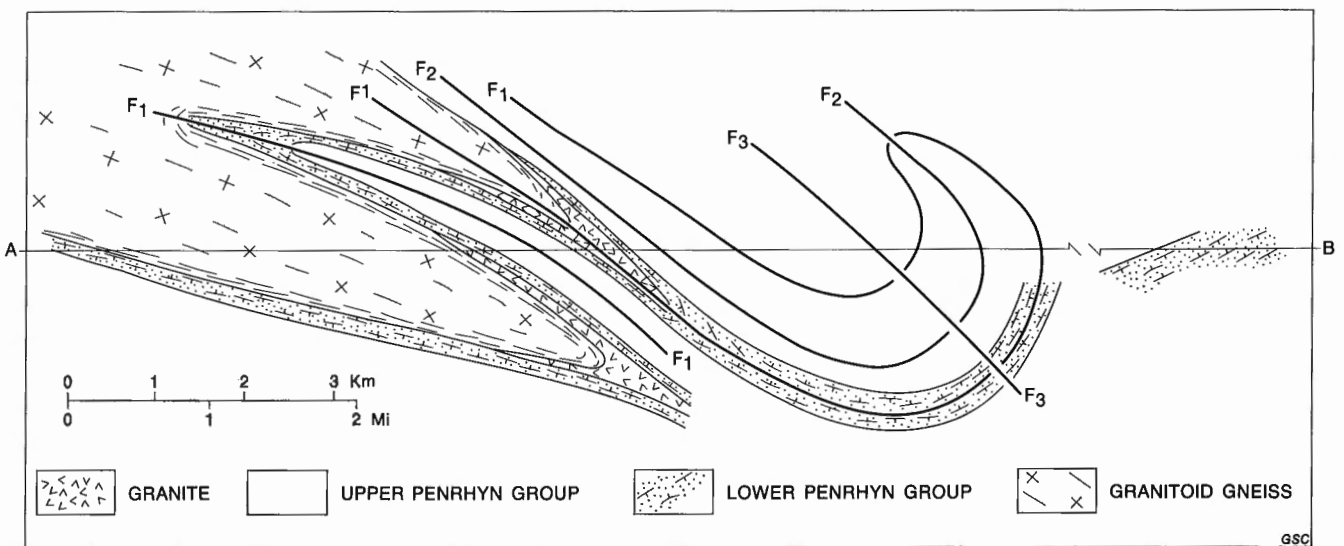 F2
F1
F1
F1
F2
F3
A
B
F1
F3
0 1 2 3 Km
0 1 2 Mi
GRANITE
UPPER PENRHYN GROUP
LOWER PENRHYN GROUP
GRANITOID GNEISS
GSC